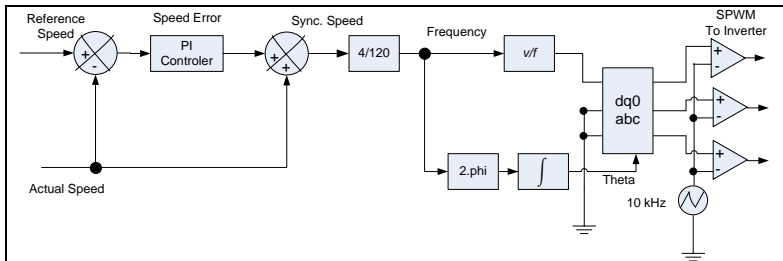 Reference
Speed
Speed Error
Sync. Speed
Frequency
SPWM
To Inverter
PI
Controler
4/120
v/f
dq0
abc
+
-
+
+
+
-
+
-
+
-
2.phi
∫
Theta
10 kHz
Actual Speed